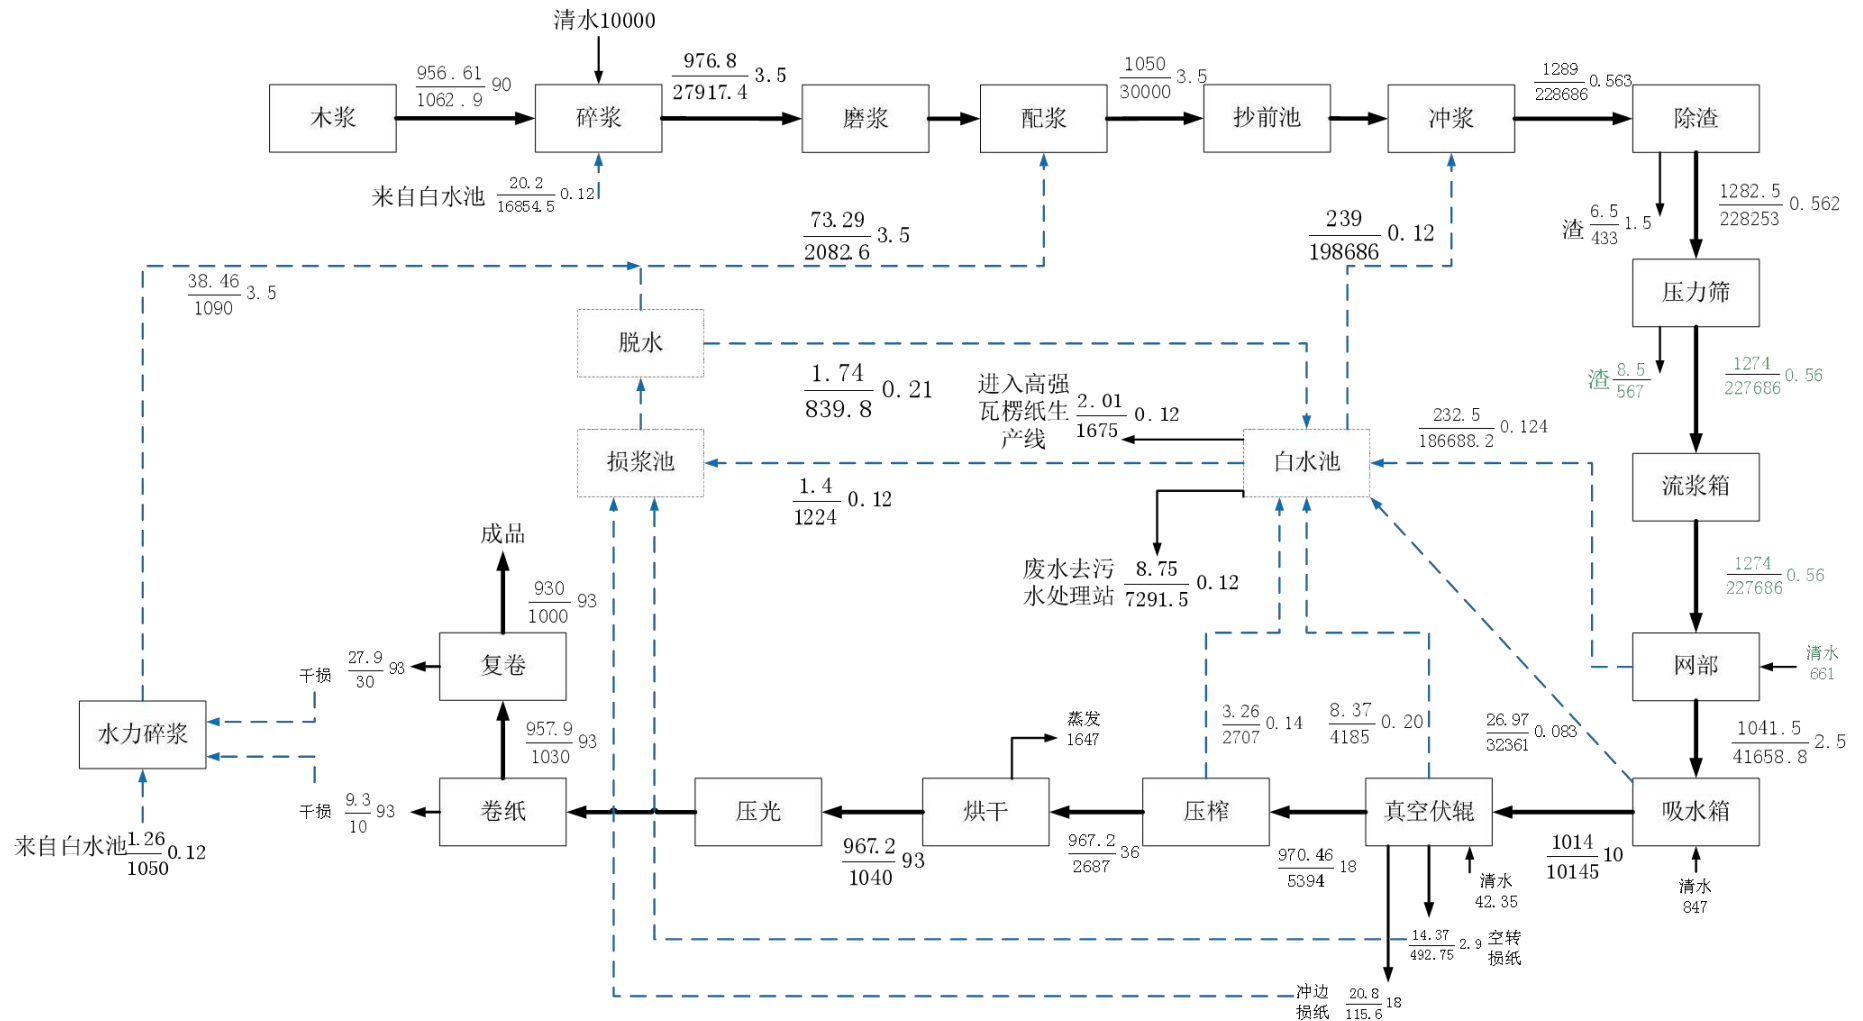 清水10000
木浆
956.61
1062.9
90
碎浆
976.8
27917.4
3.5
磨浆
配浆
1050
30000
3.5
抄前池
冲浆
1289
228686
0.563
除渣
来自白水池
20.2
16854.5
0.12
73.29
2082.6
3.5
239
198686
0.12
渣
6.5
433
1.5
1282.5
228253
0.562
38.46
1090
3.5
脱水
压力筛
1.74
839.8
0.21
进入高强
瓦楞纸生
产线
2.01
1675
0.12
渣
8.5
567
1274
227686
0.56
232.5
186688.2
0.124
损浆池
白水池
流浆箱
1.4
1224
0.12
成品
废水去污
水处理站
8.75
7291.5
0.12
1274
227686
0.56
930
1000
93
复卷
干损
27.9
30
93
网部
清水
661
水力碎浆
957.9
1030
93
蒸发
1647
3.26
2707
0.14
8.37
4185
0.20
26.97
32361
0.083
1041.5
41658.8
2.5
卷纸
压光
烘干
压榨
真空伏辊
吸水箱
干损
9.3
10
93
来自白水池
1.26
1050
0.12
967.2
1040
93
967.2
2687
36
970.46
5394
18
1014
10145
10
清水
42.35
清水
847
14.37
492.75
2.9
空转
损纸
冲边
损纸
20.8
115.6
18